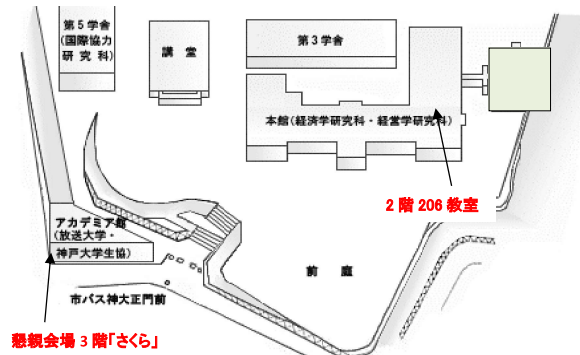 第5学舎
(国際協力
研究科)
講堂
第3学舎
本館(経済学研究科・経営学研究科)
2階206教室
アカデミア館
(放送大学・
神戸大学生協)
前庭
市バス神大正門前
懇親会場3階「さくら」